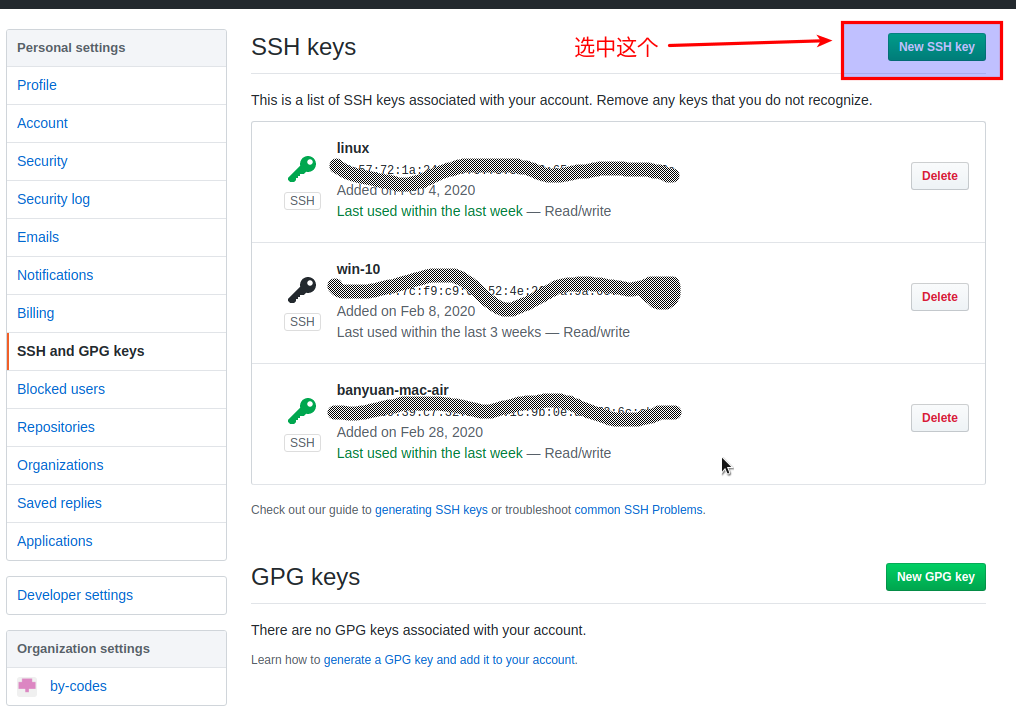 Personal settings
Profile
Account
Security
Security log
Emails
Notifications
Billing
SSH and GPG keys
Blocked users
Repositories
Organizations
Saved replies
Applications
Developer settings
Organization settings
by-codes
SSH keys
选中这个
New SSH key
This is a list of SSH keys associated with your account. Remove any keys that you do not recognize.
linux
SSH
Added on Feb 4, 2020
Last used within the last week — Read/write
Delete
win-10
SSH
Added on Feb 8, 2020
Last used within the last 3 weeks — Read/write
Delete
banyuan-mac-air
SSH
Added on Feb 28, 2020
Last used within the last week — Read/write
Delete
Check out our guide to generating SSH keys or troubleshoot common SSH Problems.
GPG keys
New GPG key
There are no GPG keys associated with your account.
Learn how to generate a GPG key and add it to your account.